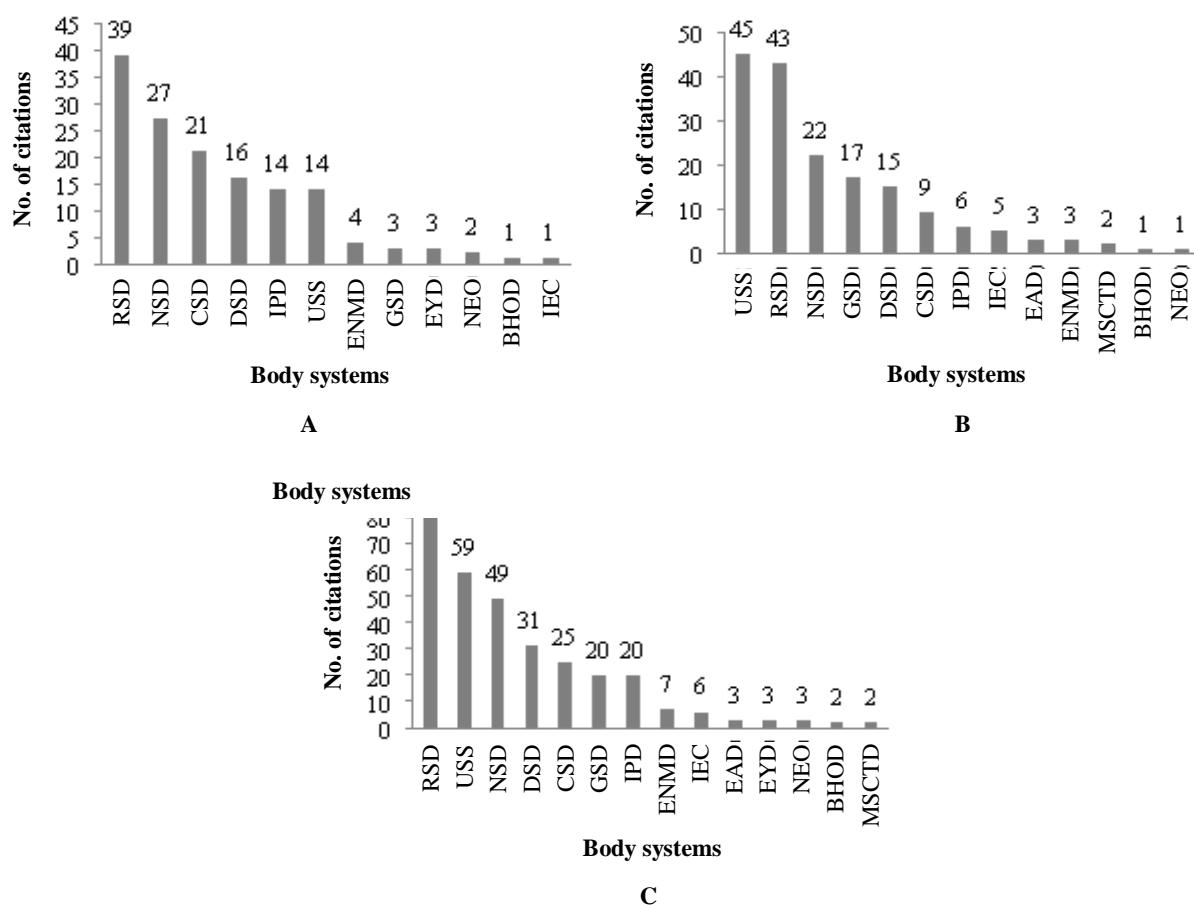 45
40
35
30
25
20
15
10
5
0
No. of citations
39
27
21
16
14
14
4
3
3
2
1
1
RSD
NSD
CSD
DSD
IPD
USS
ENMD
GSD
EYD
NEO
BHOD
IEC
Body systems
A
50
40
30
20
10
0
No. of citations
45
43
22
17
15
9
6
5
3
3
2
1
1
USS
RSD
NSD
GSD
DSD
CSD
IPD
IEC
EAD
ENMD
MSCTD
BHOD
NEO
Body systems
B
Body systems
80
70
60
50
40
30
20
10
0
No. of citations
59
49
31
25
20
20
7
6
3
3
3
2
2
RSD
USS
NSD
DSD
CSD
GSD
IPD
ENMD
IEC
EAD
EYD
NEO
BHOD
MSCTD
Body systems
C